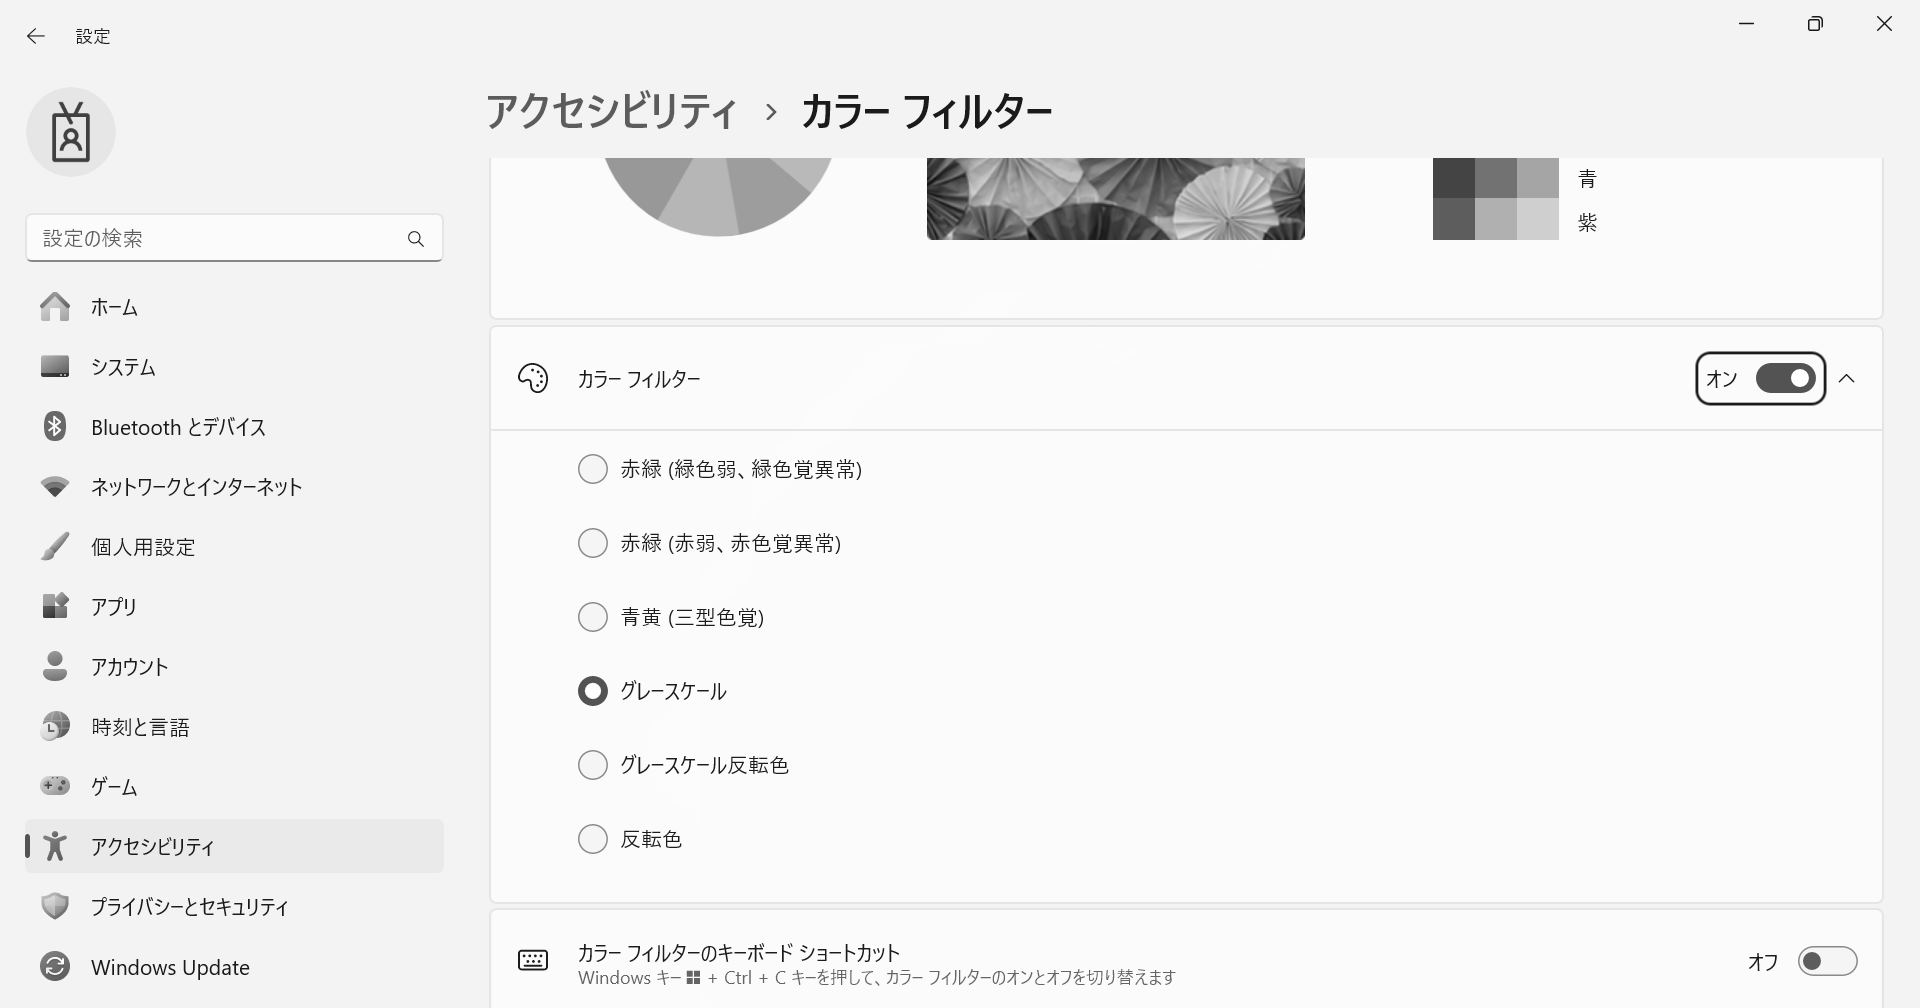 設定
設定の検索
ホーム
システム
Bluetooth とデバイス
ネットワークとインターネット
個人用設定
アプリ
アカウント
時刻と言語
ゲーム
アクセシビリティ
プライバシーとセキュリティ
Windows Update
アクセシビリティ › カラー フィルター
青
紫
カラー フィルター
オン
赤緑 (緑色弱、緑色覚異常)
赤緑 (赤弱、赤色覚異常)
青黄 (三型色覚)
グレースケール
グレースケール反転色
反転色
カラー フィルターのキーボード ショートカット
Windows キー + Ctrl + C キーを押して、カラー フィルターのオンとオフを切り替えます
オフ